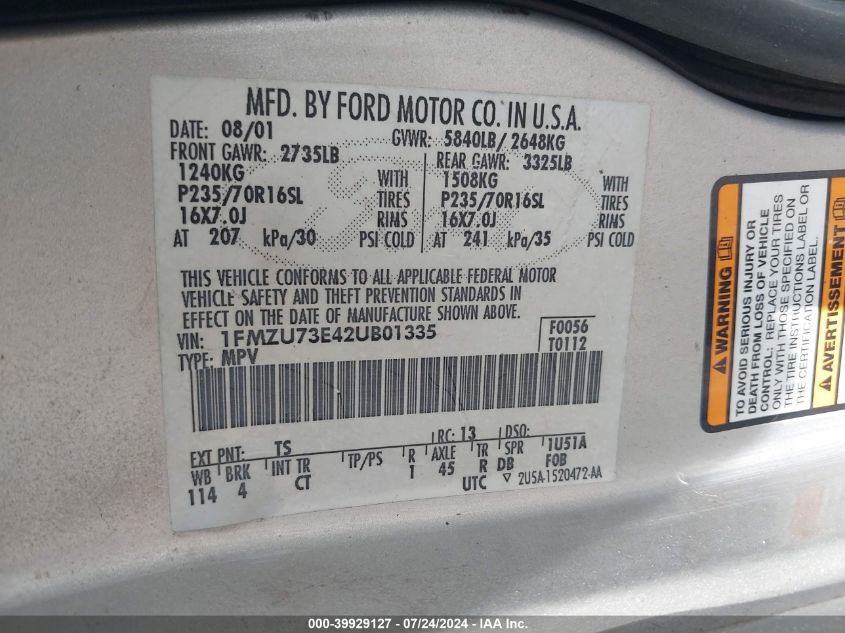 MFD. BY FORD MOTOR CO. IN U.S.A.
DATE: 08/01 GVWR: 5840LB/ 2648KG
FRONT GAWR: 2735LB REAR GAWR: 3325LB
1240KG WITH 1508KG WITH
P235/70R16SL TIRES P235/70R16SL TIRES
16X7.0J RIMS 16X7.0J RIMS
AT 207 kPa/30 PSI COLD AT 241 kPa/35 PSI COLD
THIS VEHICLE CONFORMS TO ALL APPLICABLE FEDERAL MOTOR
VEHICLE SAFETY AND THEFT PREVENTION STANDARDS IN
EFFECT ON THE DATE OF MANUFACTURE SHOWN ABOVE.
VIN: 1FMZU73E42UB01335 F0056
TYPE: MPV T0112
EXT PNT: TS RC: 13 DSO:
WB BRK INT TR TP/PS R AXLE TR SPR 1U51A
114 4 CT 1 45 R DB FOB
UTC 2U5A-1520472-AA
WARNING
TO AVOID SERIOUS INJURY OR
DEATH FROM LOSS OF VEHICLE
CONTROL: REPLACE YOUR TIRES
ONLY WITH THOSE SPECIFIED ON
THE TIRE INSTRUCTIONS LABEL OR
THE CERTIFICATION LABEL.
AVERTISSEMENT
000-39929127 - 07/24/2024 - IAA Inc.